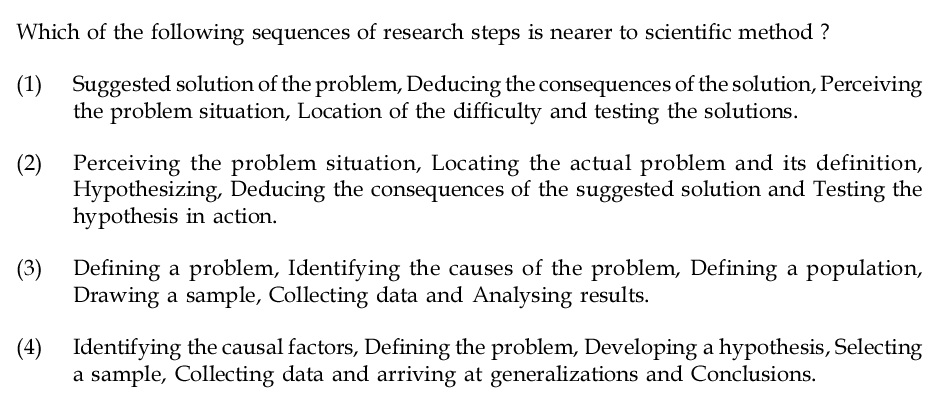 Which of the following sequences of research steps is nearer to scientific method ?
(1) Suggested solution of the problem, Deducing the consequences of the solution, Perceiving
the problem situation, Location of the difficulty and testing the solutions.
(2) Perceiving the problem situation, Locating the actual problem and its definition,
Hypothesizing, Deducing the consequences of the suggested solution and Testing the
hypothesis in action.
(3) Defining a problem, Identifying the causes of the problem, Defining a population,
Drawing a sample, Collecting data and Analysing results.
(4) Identifying the causal factors, Defining the problem, Developing a hypothesis, Selecting
a sample, Collecting data and arriving at generalizations and Conclusions.